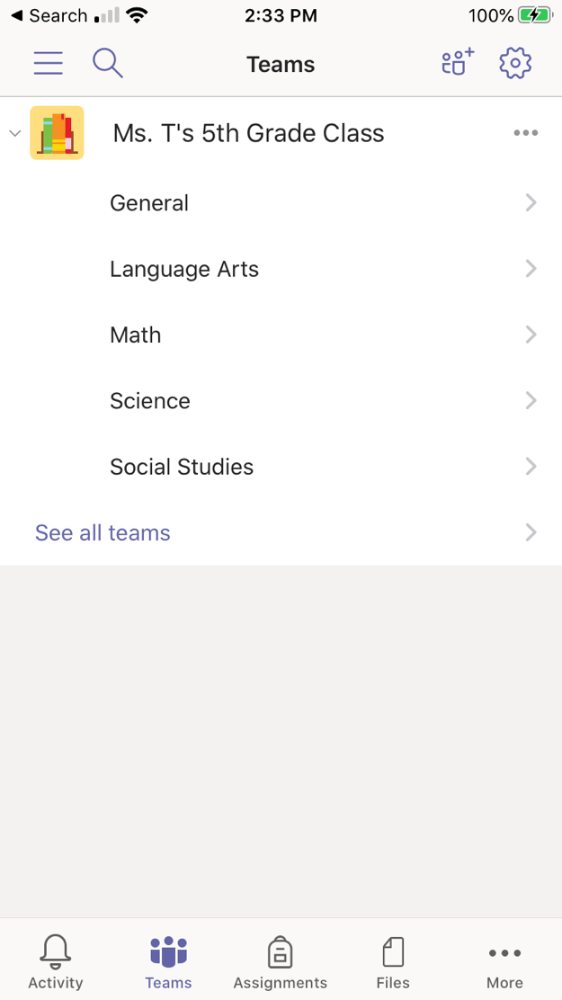 Search 2:33 PM 100%
Teams
Ms. T's 5th Grade Class
General
Language Arts
Math
Science
Social Studies
See all teams
Activity Teams Assignments Files More